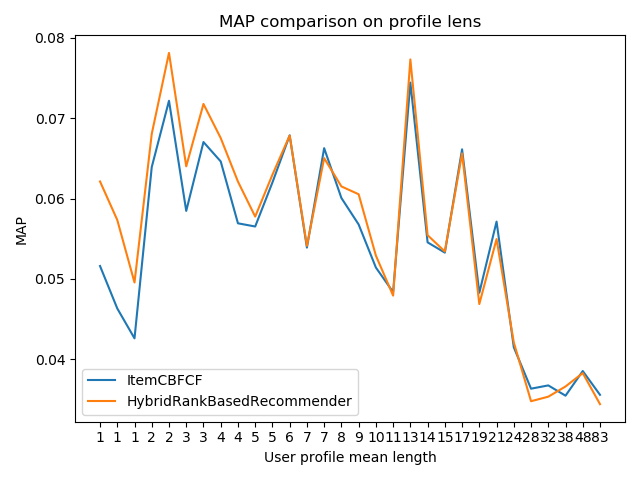 MAP comparison on profile lens
0.08
0.07
0.06
0.05
0.04
MAP
ItemCBFCF
HybridRankBasedRecommender
1 1 1 2 2 3 3 4 4 5 5 6 7 7 8 9 10 11 13 14 15 17 19 21 24 28 32 38 48 83
User profile mean length